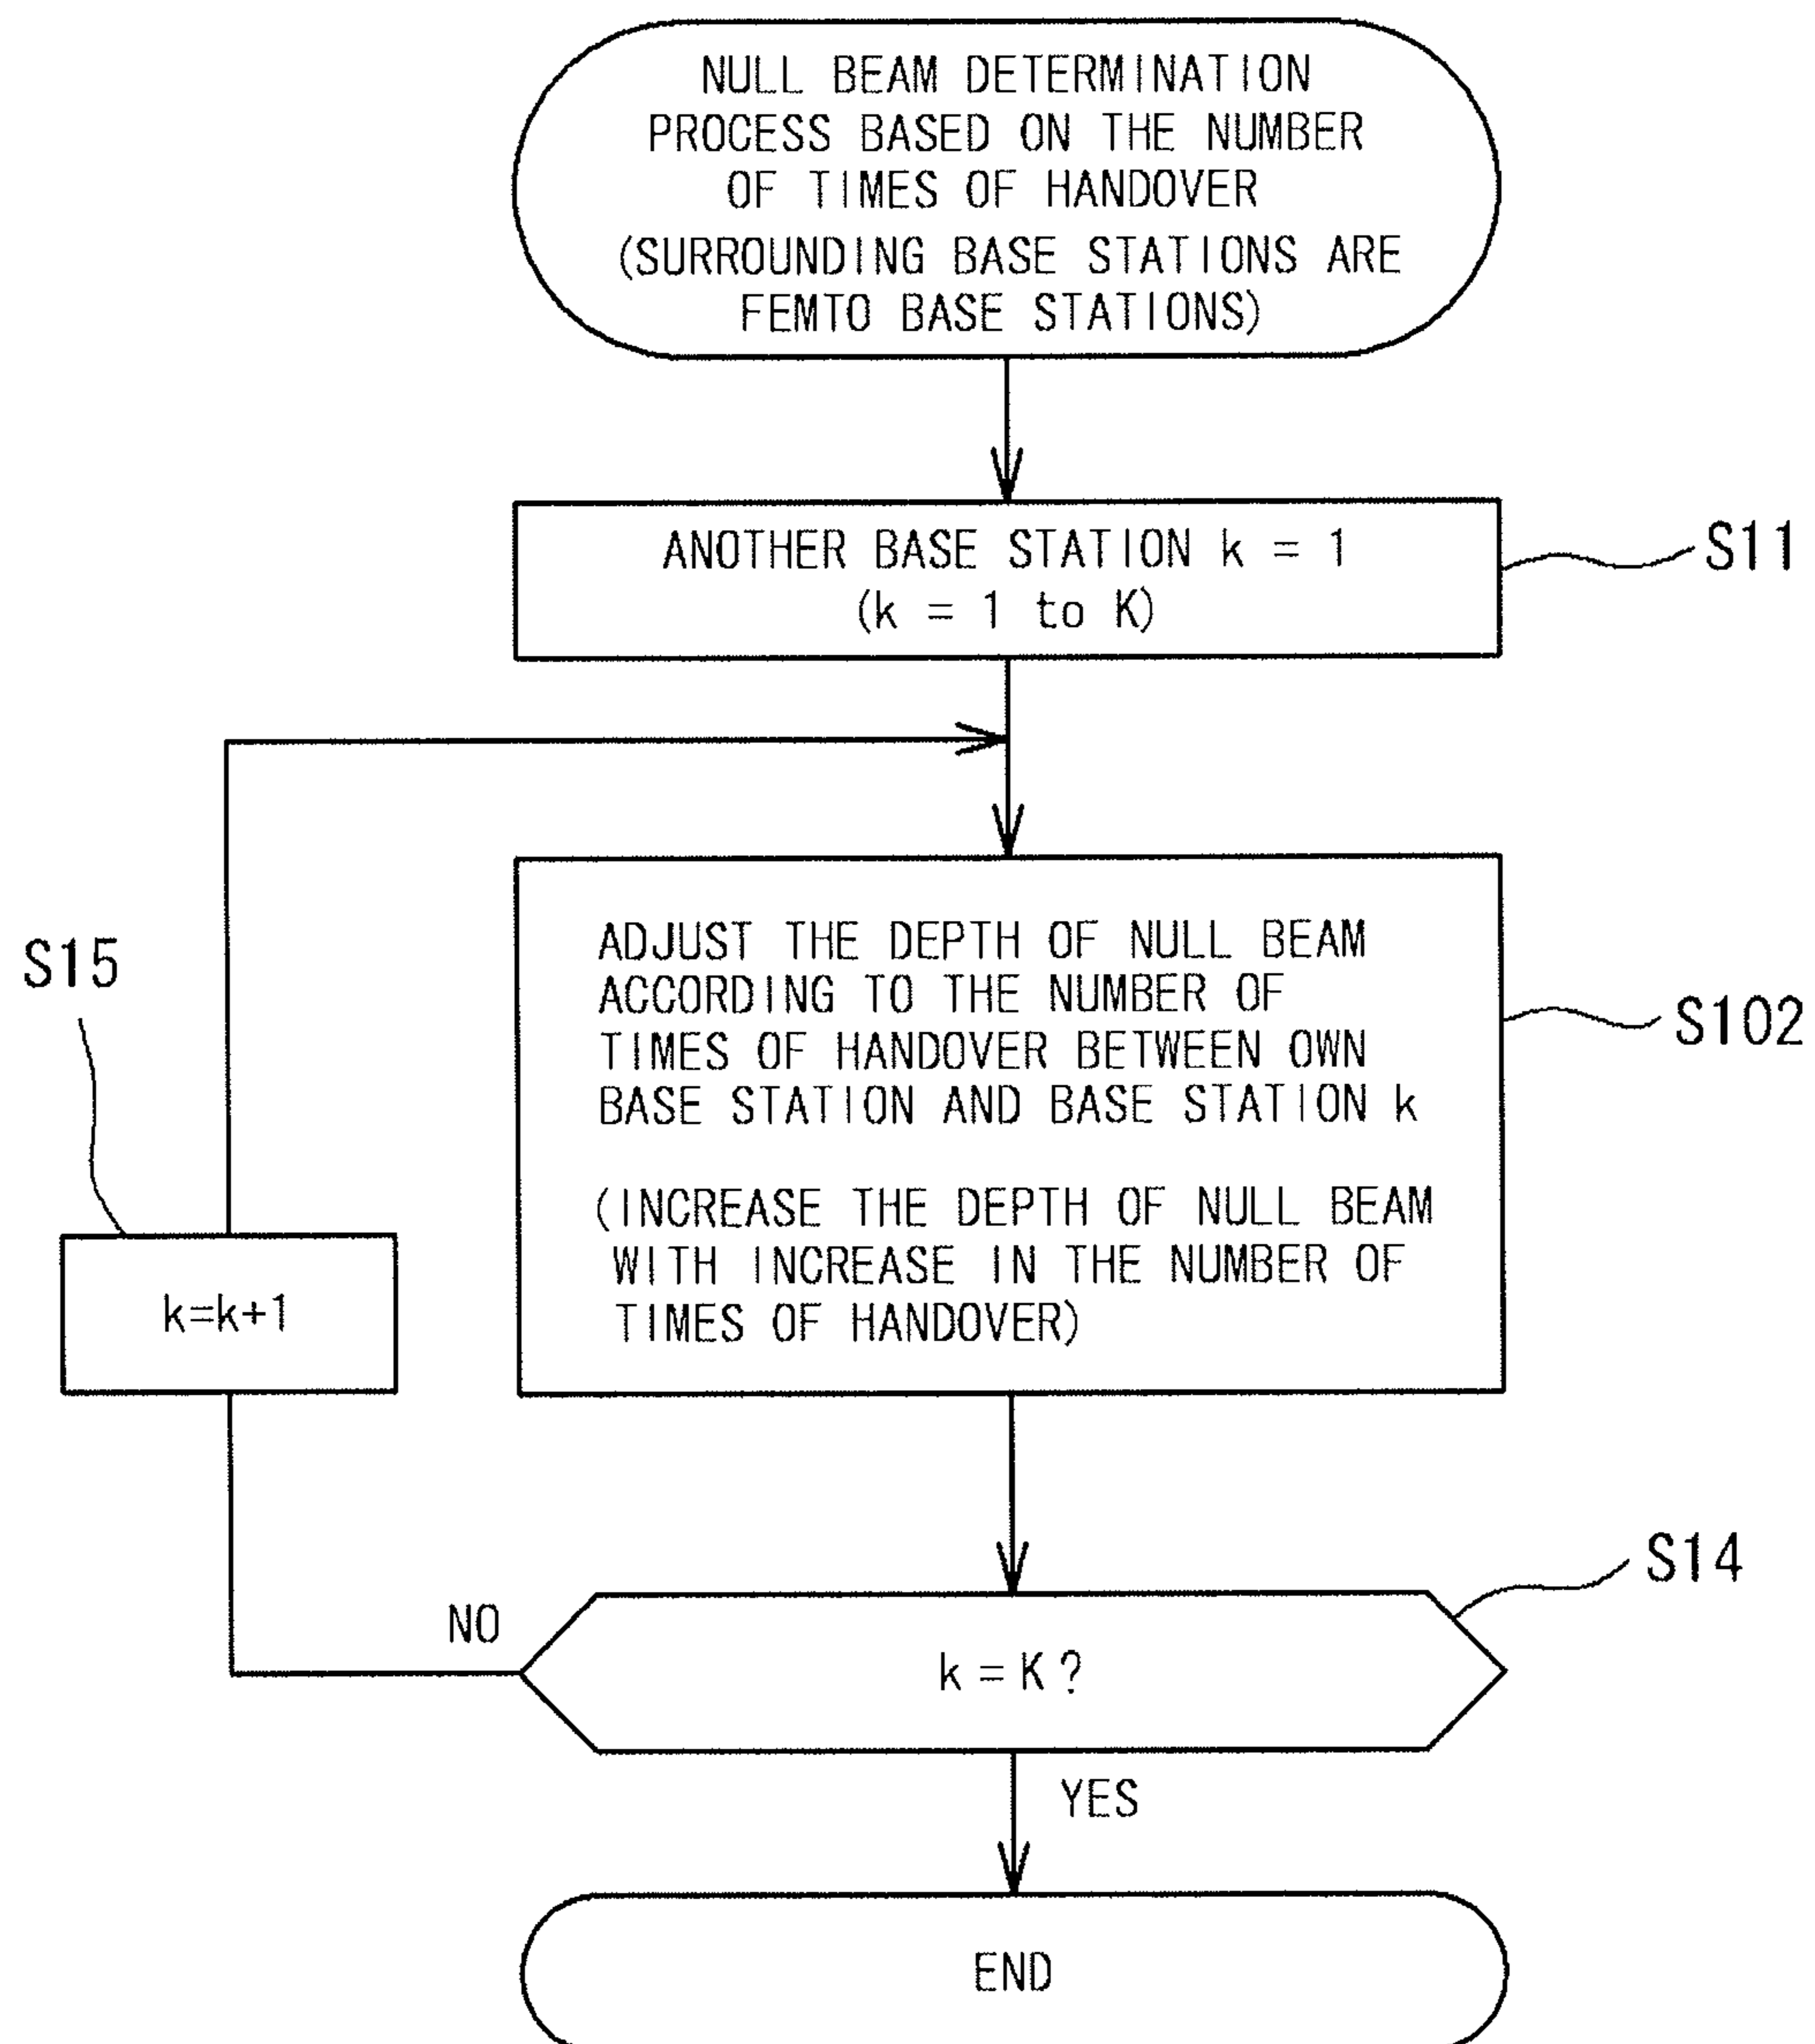 NULL BEAM DETERMINATION
PROCESS BASED ON THE NUMBER
OF TIMES OF HANDOVER
(SURROUNDING BASE STATIONS ARE
FEMTO BASE STATIONS)
ANOTHER BASE STATION k = 1
(k = 1 to K)
S11
S15
ADJUST THE DEPTH OF NULL BEAM
ACCORDING TO THE NUMBER OF
TIMES OF HANDOVER BETWEEN OWN
BASE STATION AND BASE STATION k
(INCREASE THE DEPTH OF NULL BEAM
WITH INCREASE IN THE NUMBER OF
TIMES OF HANDOVER)
S102
k=k+1
S14
NO
k = K ?
YES
END